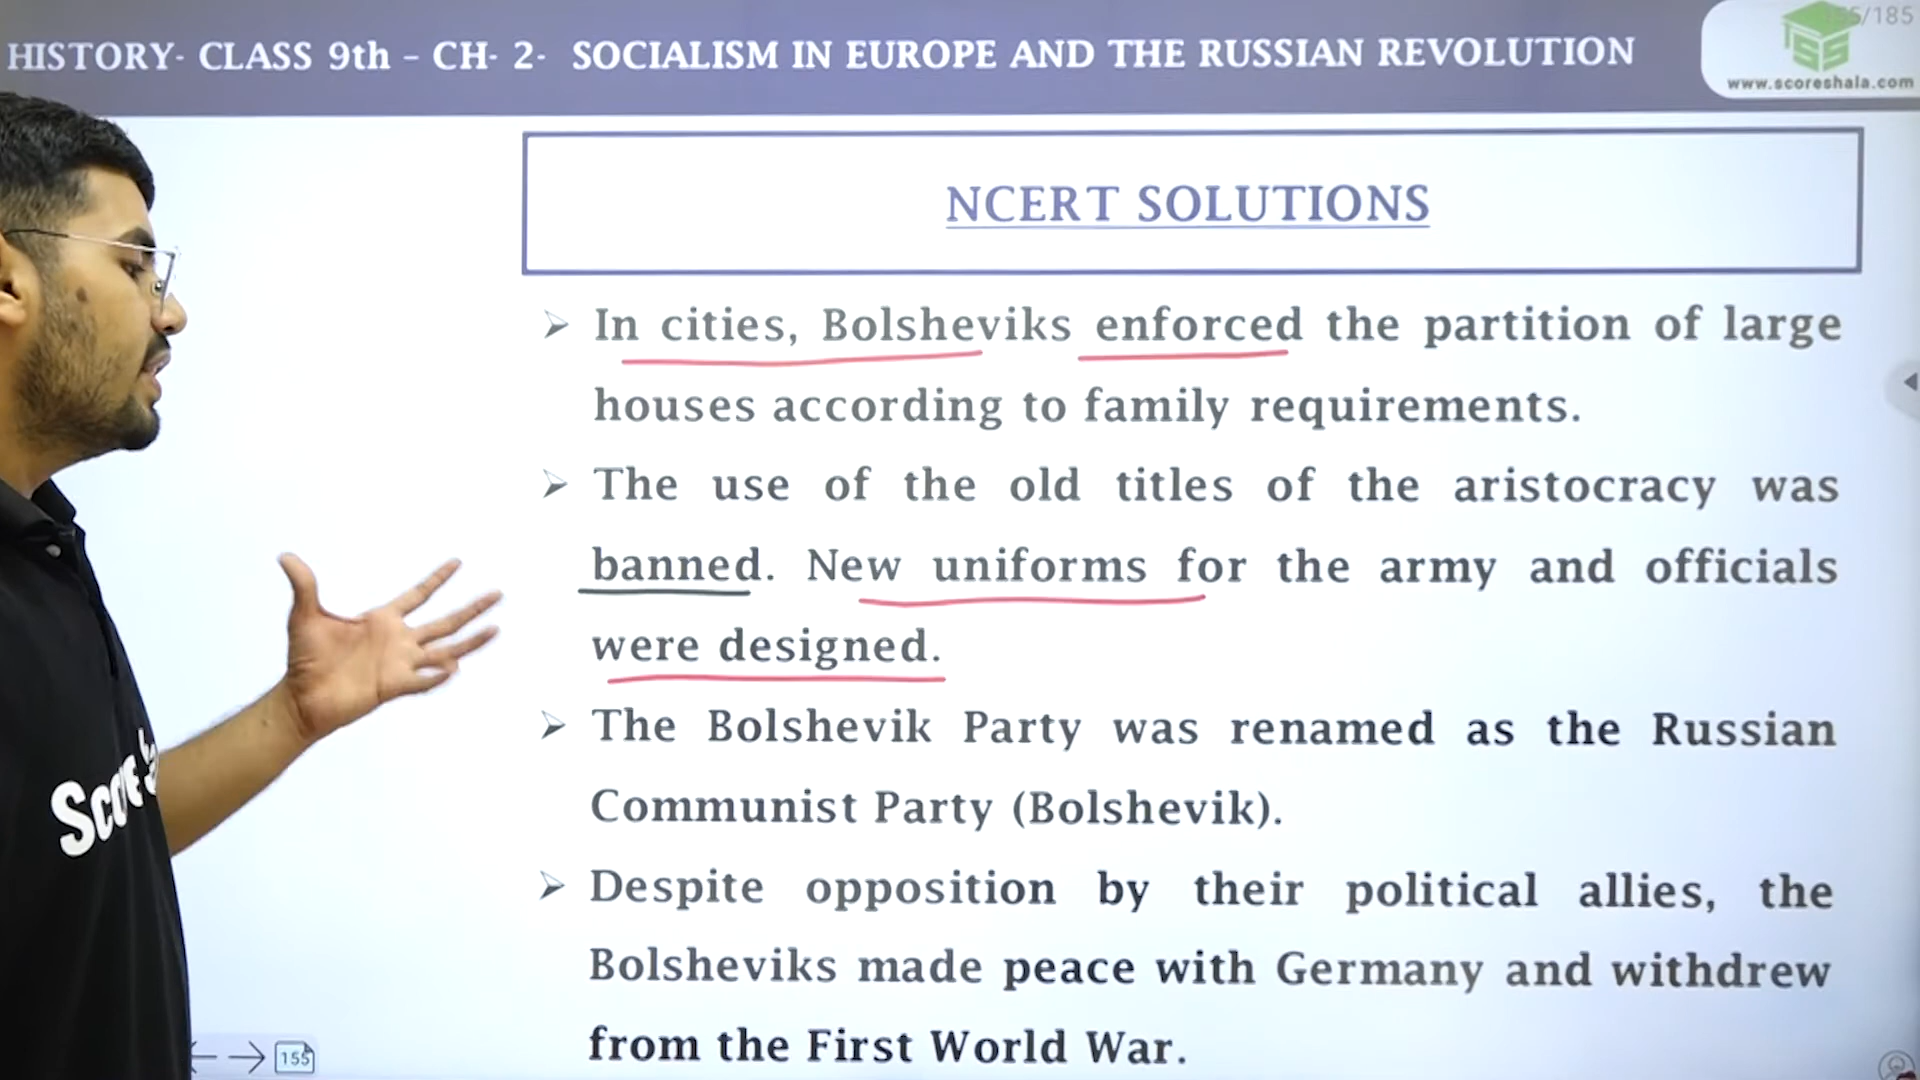 HISTORY- CLASS 9th – CH- 2- SOCIALISM IN EUROPE AND THE RUSSIAN REVOLUTION
/185
www.scoreshala.com
NCERT SOLUTIONS
➢ In cities, Bolsheviks enforced the partition of large
houses according to family requirements.
➢ The use of the old titles of the aristocracy was
banned. New uniforms for the army and officials
were designed.
➢ The Bolshevik Party was renamed as the Russian
Communist Party (Bolshevik).
➢ Despite opposition by their political allies, the
Bolsheviks made peace with Germany and withdrew
from the First World War.
155